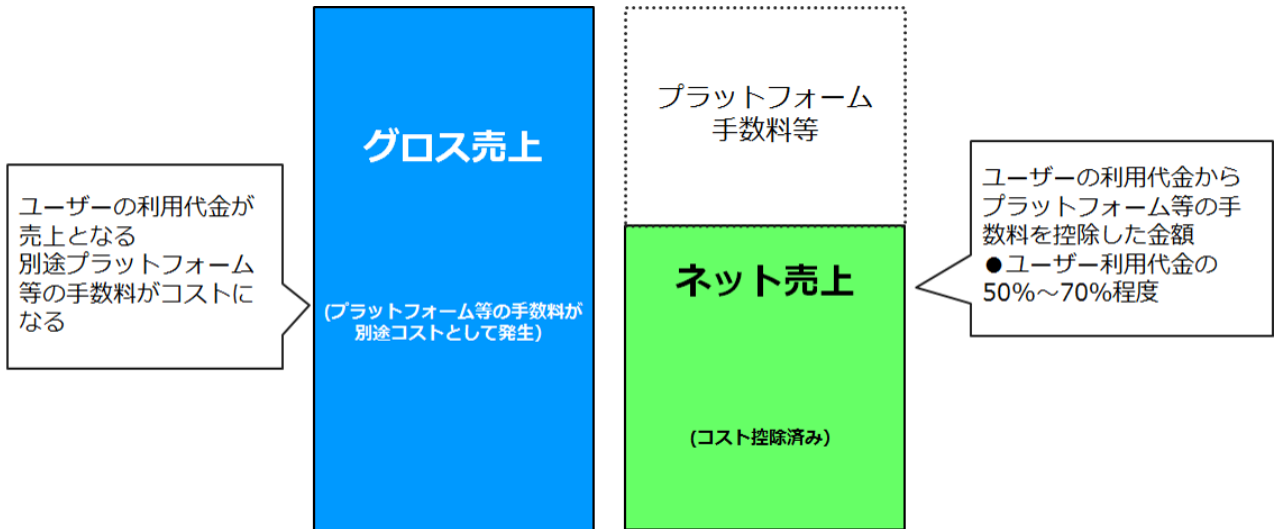 ユーザーの利用代金が
売上となる
別途プラットフォーム
等の手数料がコストに
なる
グロス売上
(プラットフォーム等の手数料が
別途コストとして発生)
プラットフォーム
手数料等
ネット売上
(コスト控除済み)
ユーザーの利用代金から
プラットフォーム等の手
数料を控除した金額
●ユーザー利用代金の
50%～70%程度